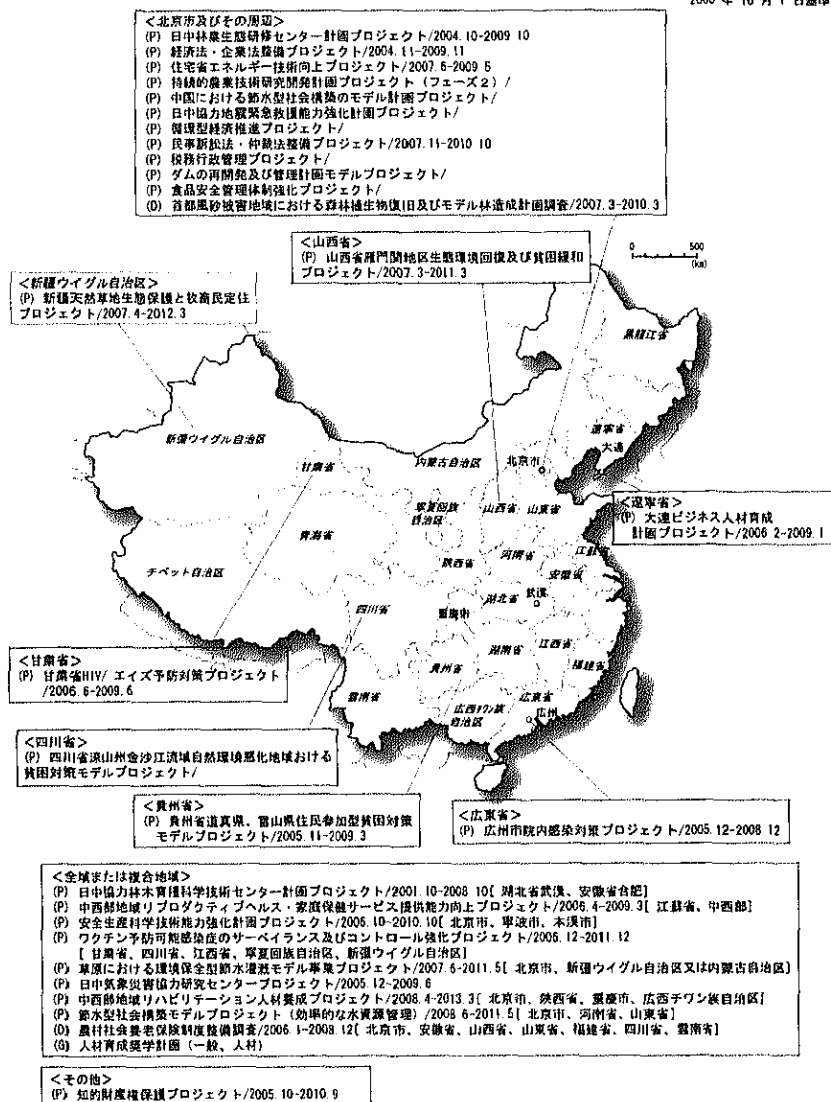 年 10 月 1 日
<北京市及びその周辺>
(P) 日中林業生態研修センター計画プロジェクト/2004.10-2009.10
(P) 経済法・企業法整備プロジェクト/2004.11-2009.11
(P) 住宅省エネルギー技術向上プロジェクト/2007.6-2009.5
(P) 持続的農業技術研究開発計画プロジェクト（フェーズ2）/
(P) 中国における節水型社会構築のモデル計画プロジェクト/
(P) 日中協力地震緊急救援能力強化計画プロジェクト/
(P) 循環型経済推進プロジェクト/
(P) 民事訴訟法・仲裁法整備プロジェクト/2007.11-2010.10
(P) 税務行政管理プロジェクト/
(P) ダムの再開発及び管理計画モデルプロジェクト/
(P) 食品安全管理体制強化プロジェクト/
(D) 首都風砂被害地域における森林植生物復旧及びモデル林造成計画調査/2007.3-2010.3
<山西省>
(P) 山西省雁門関地区生態環境回復及び貧困緩和
プロジェクト/2007.3-2011.3
0 500
(km)
<新疆ウイグル自治区>
(P) 新疆天然草地生態保護と牧畜民定住
プロジェクト/2007.4-2012.3
黒龍江省
遼寧省
大連
新疆ウイグル自治区
内蒙古自治区
北京市
甘粛省
寧夏回族
自治区
山西省
山東省
<遼寧省>
(P) 大連ビジネス人材育成
計画プロジェクト/2006.2-2009.1
青海省
陝西省
河南省
江蘇省
安徽省
チベット自治区
四川省
重慶市
湖北省
武漢
湖南省
江西省
福建省
貴州省
雲南省
広西チワン族
自治区
広東省
広州
<甘粛省>
(P) 甘粛省HIV/ エイズ予防対策プロジェクト
/2006.6-2009.6
<四川省>
(P) 四川省涼山州金沙江流域自然環境悪化地域おける
貧困対策モデルプロジェクト/
<貴州省>
(P) 貴州省道真県、雷山県住民参加型貧困対策
モデルプロジェクト/2005.11-2009.3
<広東省>
(P) 広州市院内感染対策プロジェクト/2005.12-2008.12
<全域または複合地域>
(P) 日中協力林木育種科学技術センター計画プロジェクト/2001.10-2008.10[ 湖北省武漢、安徽省合肥]
(P) 中西部地域リプロダクティブヘルス・家庭保健サービス提供能力向上プロジェクト/2006.4-2009.3[ 江蘇省、中西部]
(P) 安全生産科学技術能力強化計画プロジェクト/2006.10-2010.10[ 北京市、寧波市、本渓市]
(P) ワクチン予防可能感染症のサーベイランス及びコントロール強化プロジェクト/2006.12-2011.12
[ 甘粛省、四川省、江西省、寧夏回族自治区、新疆ウイグル自治区]
(P) 草原における環境保全型節水灌漑モデル事業プロジェクト/2007.6-2011.5[ 北京市、新疆ウイグル自治区又は内蒙古自治区]
(P) 日中気象災害協力研究センタープロジェクト/2005.12-2009.6
(P) 中西部地域リハビリテーション人材養成プロジェクト/2008.4-2013.3[ 北京市、陝西省、重慶市、広西チワン族自治区]
(P) 節水型社会構築モデルプロジェクト（効率的な水資源管理）/2008.6-2011.5[ 北京市、河南省、山東省]
(D) 農村社会養老保険制度整備調査/2006.1-2008.12[ 北京市、安徽省、山西省、山東省、福建省、四川省、雲南省]
(G) 人材育成奨学計画（一般、人材）
<その他>
(P) 知的財産権保護プロジェクト/2005.10-2010.9